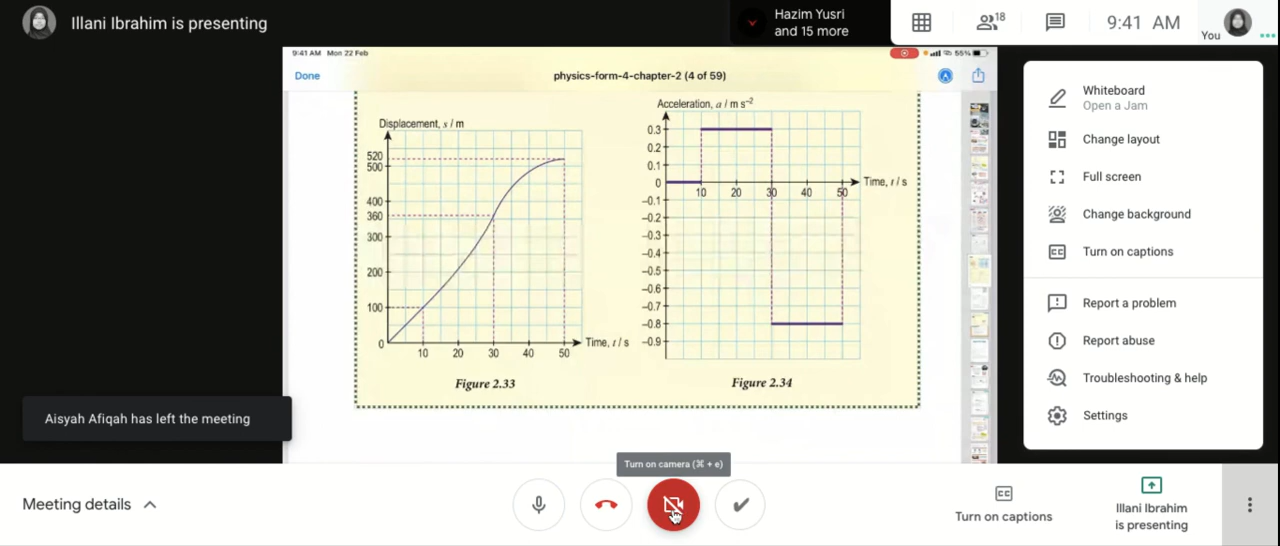 Illani Ibrahim is presenting
Hazim Yusri
and 15 more
18
9:41 AM
You
9:41 AM Mon 22 Feb
55%
Done
physics-form-4-chapter-2 (4 of 59)
Displacement, s / m
520
500
400
360
300
200
100
0
10 20 30 40 50
Time, t / s
Figure 2.33
Acceleration, a / m s⁻²
0.3
0.2
0.1
0
10 20 30 40 50
Time, t / s
–0.1
–0.2
–0.3
–0.4
–0.5
–0.6
–0.7
–0.8
–0.9
Figure 2.34
Whiteboard
Open a Jam
Change layout
Full screen
Change background
CC
Turn on captions
Report a problem
Report abuse
Troubleshooting & help
Settings
Aisyah Afiqah has left the meeting
Turn on camera (⌘ + e)
Meeting details
CC
Turn on captions
Illani Ibrahim
is presenting